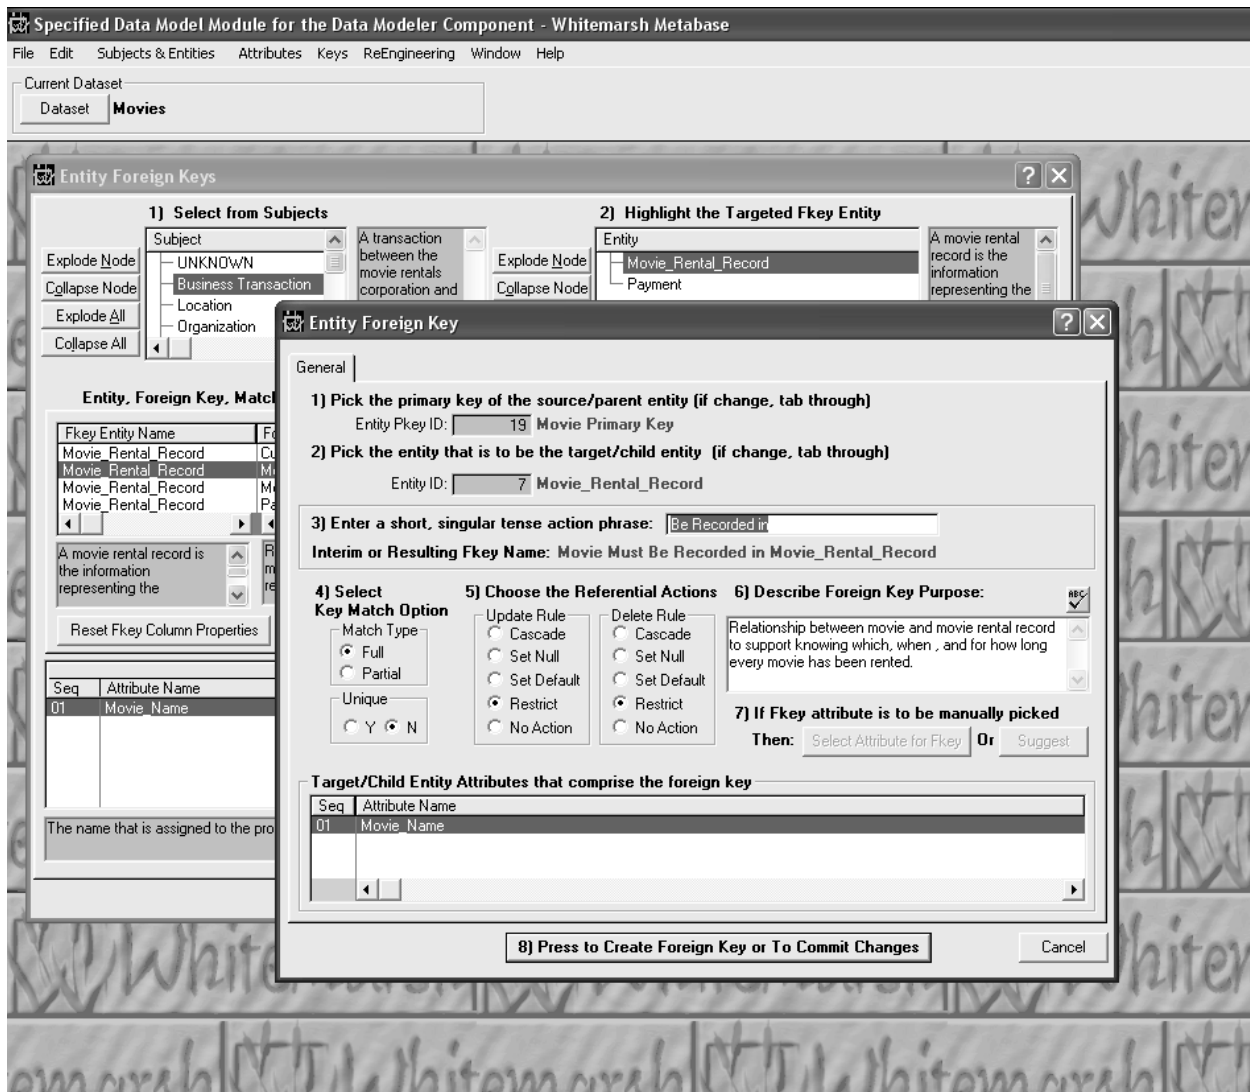 Specified Data Model Module for the Data Modeler Component - Whitemarsh Metabase
File Edit Subjects & Entities Attributes Keys ReEngineering Window Help
Current Dataset
Dataset Movies
Entity Foreign Keys
1) Select from Subjects
2) Highlight the Targeted Fkey Entity
Explode Node
Collapse Node
Explode All
Collapse All
Subject
UNKNOWN
Business Transaction
Location
Organization
A transaction
between the
movie rentals
corporation and
Explode Node
Collapse Node
Entity
Movie_Rental_Record
Payment
A movie rental
record is the
information
representing the
Entity, Foreign Key, Matc
Fkey Entity Name Fo
Movie_Rental_Record Cu
Movie_Rental_Record Mo
Movie_Rental_Record Mo
Movie_Rental_Record Pa
A movie rental record is
the information
representing the
R
m
re
Reset Fkey Column Properties
Seq Attribute Name
01 Movie_Name
The name that is assigned to the pro
Entity Foreign Key
General
1) Pick the primary key of the source/parent entity (if change, tab through)
Entity Pkey ID: 19 Movie Primary Key
2) Pick the entity that is to be the target/child entity (if change, tab through)
Entity ID: 7 Movie_Rental_Record
3) Enter a short, singular tense action phrase: Be Recorded in
Interim or Resulting Fkey Name: Movie Must Be Recorded in Movie_Rental_Record
4) Select
Key Match Option
Match Type
Full
Partial
Unique
Y N
5) Choose the Referential Actions
Update Rule
Cascade
Set Null
Set Default
Restrict
No Action
Delete Rule
Cascade
Set Null
Set Default
Restrict
No Action
6) Describe Foreign Key Purpose:
ABC
Relationship between movie and movie rental record
to support knowing which, when , and for how long
every movie has been rented.
7) If Fkey attribute is to be manually picked
Then: Select Attribute for Fkey Or Suggest
Target/Child Entity Attributes that comprise the foreign key
Seq Attribute Name
01 Movie_Name
8) Press to Create Foreign Key or To Commit Changes
Cancel